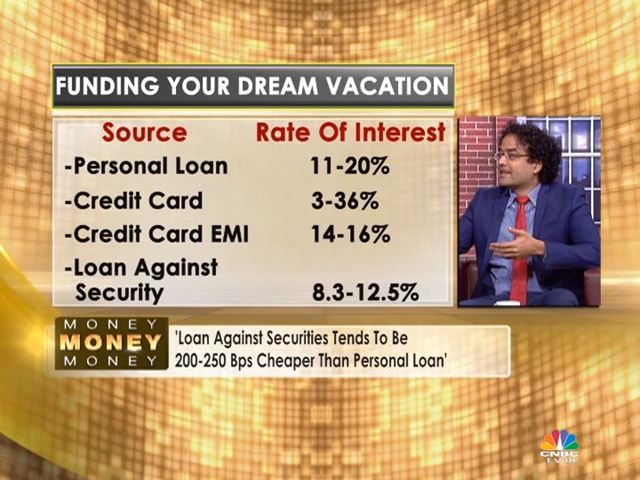 FUNDING YOUR DREAM VACATION
Source Rate Of Interest
-Personal Loan 11-20%
-Credit Card 3-36%
-Credit Card EMI 14-16%
-Loan Against
Security 8.3-12.5%
MONEY
MONEY
MONEY
'Loan Against Securities Tends To Be
200-250 Bps Cheaper Than Personal Loan'
CNBC
TV18